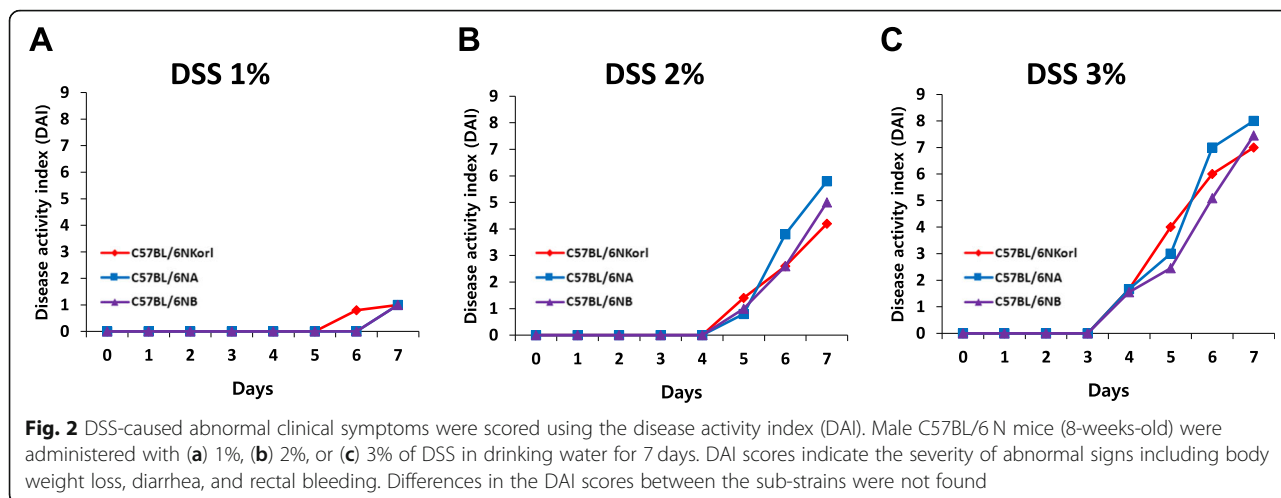 A
DSS 1%
Disease activity index (DAI)
9
8
7
6
5
4
3
2
1
0
C57BL/6NKorl
C57BL/6NA
C57BL/6NB
0 1 2 3 4 5 6 7
Days
B
DSS 2%
Disease activity index (DAI)
9
8
7
6
5
4
3
2
1
0
C57BL/6NKorl
C57BL/6NA
C57BL/6NB
0 1 2 3 4 5 6 7
Days
C
DSS 3%
Disease activity index (DAI)
9
8
7
6
5
4
3
2
1
0
C57BL/6NKorl
C57BL/6NA
C57BL/6NB
0 1 2 3 4 5 6 7
Days
Fig. 2 DSS-caused abnormal clinical symptoms were scored using the disease activity index (DAI). Male C57BL/6 N mice (8-weeks-old) were
administered with (a) 1%, (b) 2%, or (c) 3% of DSS in drinking water for 7 days. DAI scores indicate the severity of abnormal signs including body
weight loss, diarrhea, and rectal bleeding. Differences in the DAI scores between the sub-strains were not found